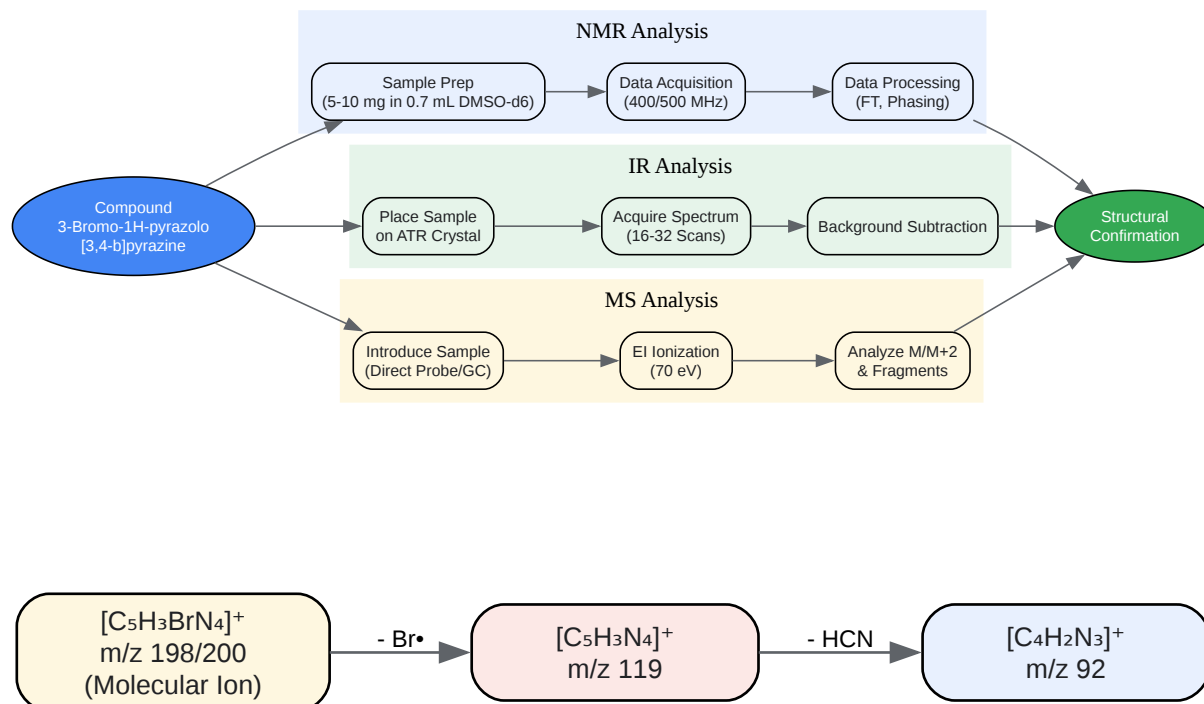 NMR Analysis
Sample Prep
(5-10 mg in 0.7 mL DMSO-d6)
Data Acquisition
(400/500 MHz)
Data Processing
(FT, Phasing)
IR Analysis
Compound
3-Bromo-1H-pyrazolo
[3,4-b]pyrazine
Place Sample
on ATR Crystal
Acquire Spectrum
(16-32 Scans)
Background Subtraction
Structural
Confirmation
MS Analysis
Introduce Sample
(Direct Probe/GC)
EI Ionization
(70 eV)
Analyze M/M+2
& Fragments
[C₅H₃BrN₄]⁺
m/z 198/200
(Molecular Ion)
- Br•
[C₅H₃N₄]⁺
m/z 119
- HCN
[C₄H₂N₃]⁺
m/z 92